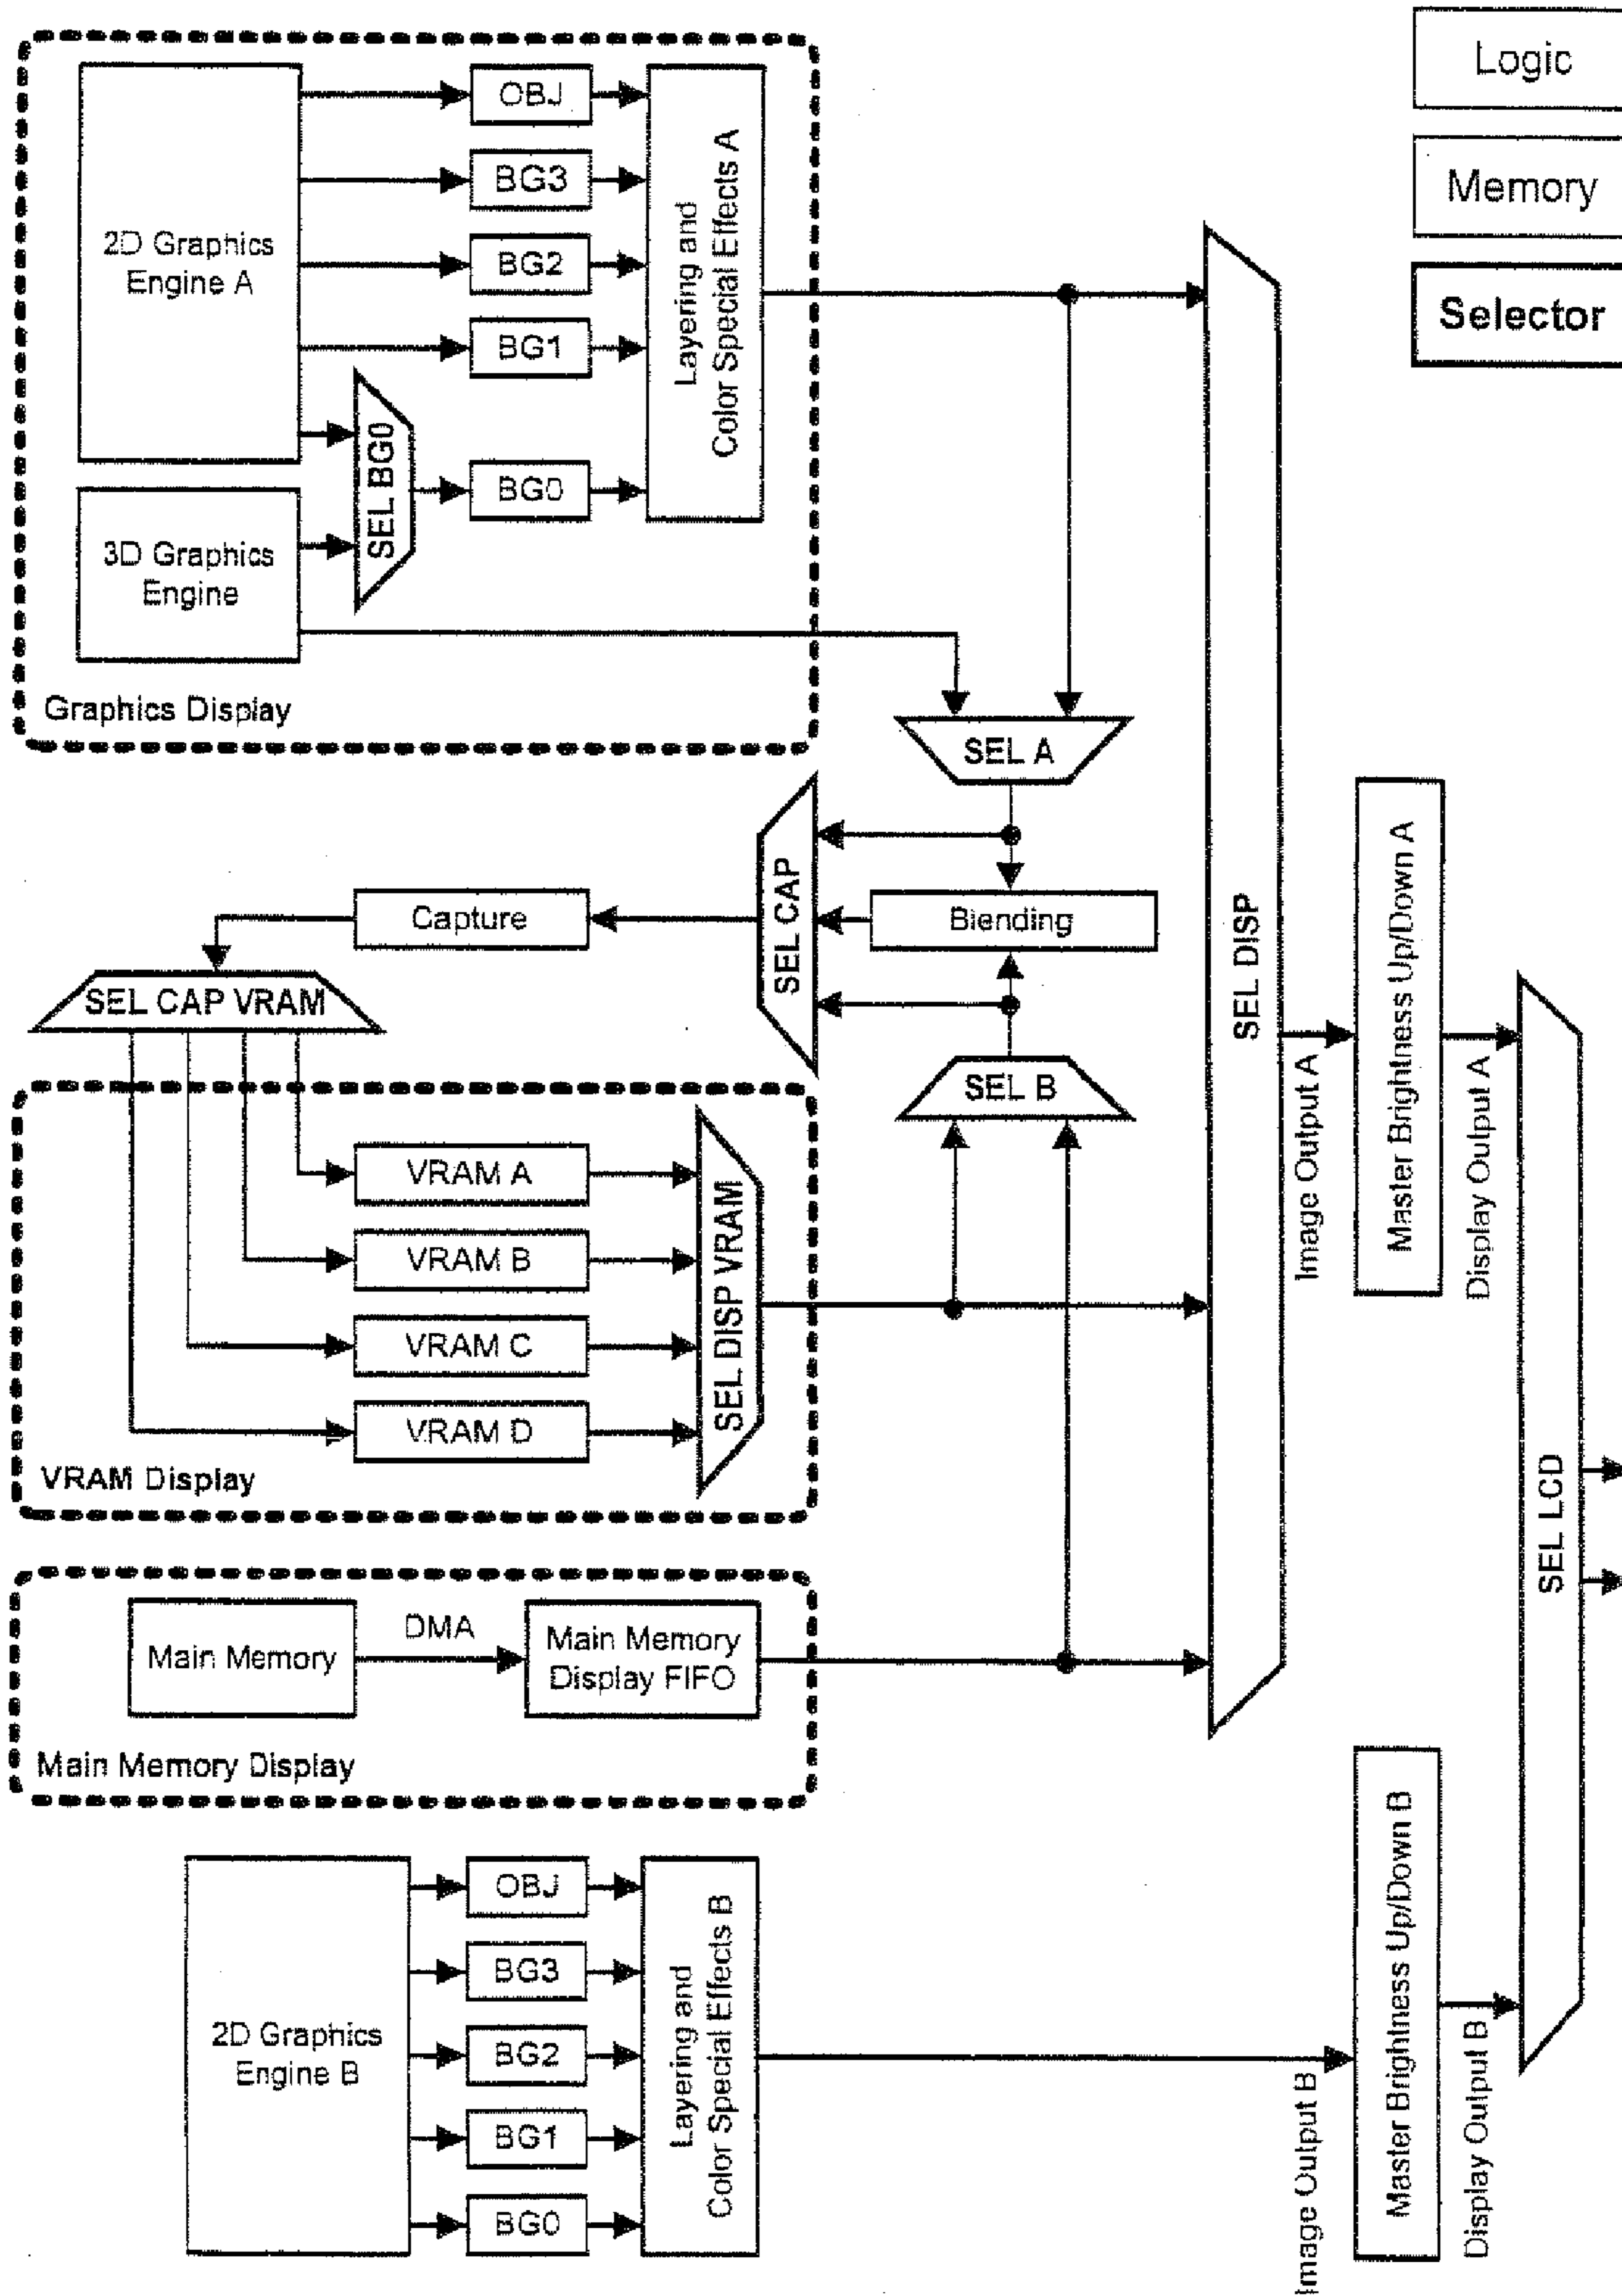 Logic
Memory
Selector
2D Graphics
Engine A
OBJ
BG3
BG2
BG1
BG0
SEL BG0
Layering and
Color Special Effects A
3D Graphics
Engine
Graphics Display
SEL A
SEL CAP
Blending
Capture
SEL CAP VRAM
SEL B
SEL DISP
VRAM A
VRAM B
VRAM C
VRAM D
SEL DISP VRAM
VRAM Display
Image Output A
Master Brightness Up/Down A
Display Output A
SEL LCD
Main Memory
DMA
Main Memory
Display FIFO
Main Memory Display
2D Graphics
Engine B
OBJ
BG3
BG2
BG1
BG0
Layering and
Color Special Effects B
Image Output B
Master Brightness Up/Down B
Display Output B